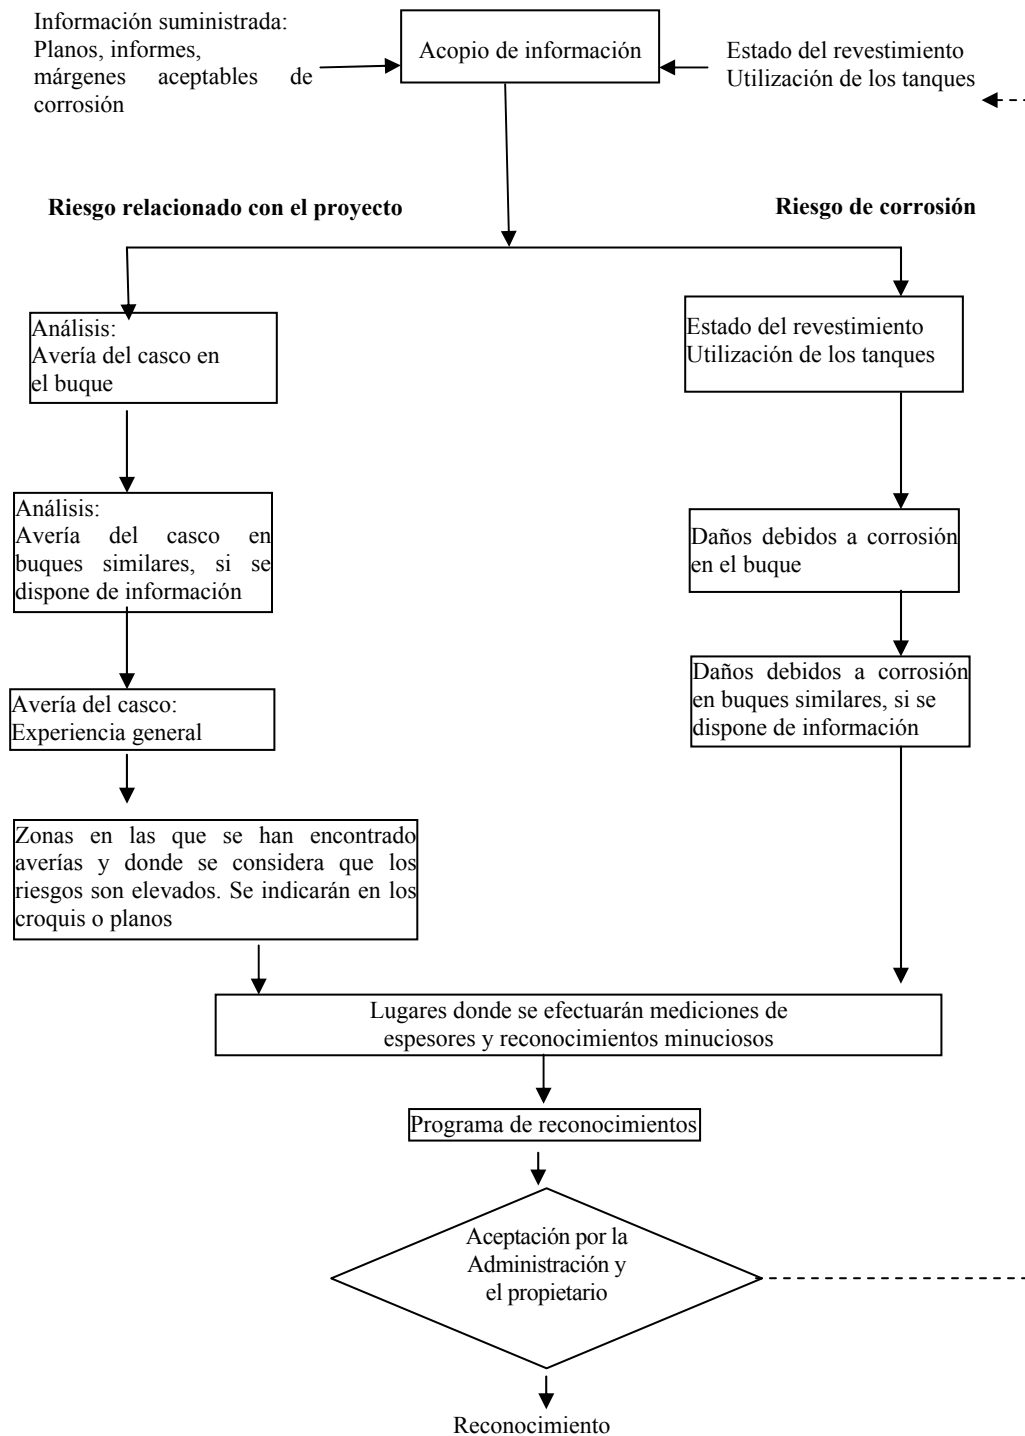 Información suministrada:
Planos, informes,
márgenes aceptables de
corrosión
Acopio de información
Estado del revestimiento
Utilización de los tanques
Riesgo relacionado con el proyecto
Riesgo de corrosión
Análisis:
Avería del casco en
el buque
Análisis:
Avería del casco en
buques similares, si se
dispone de información
Avería del casco:
Experiencia general
Zonas en las que se han encontrado
averías y donde se considera que los
riesgos son elevados. Se indicarán en los
croquis o planos
Estado del revestimiento
Utilización de los tanques
Daños debidos a corrosión
en el buque
Daños debidos a corrosión
en buques similares, si se
dispone de información
Lugares donde se efectuarán mediciones de
espesores y reconocimientos minuciosos
Programa de reconocimientos
Aceptación por la
Administración y
el propietario
Reconocimiento